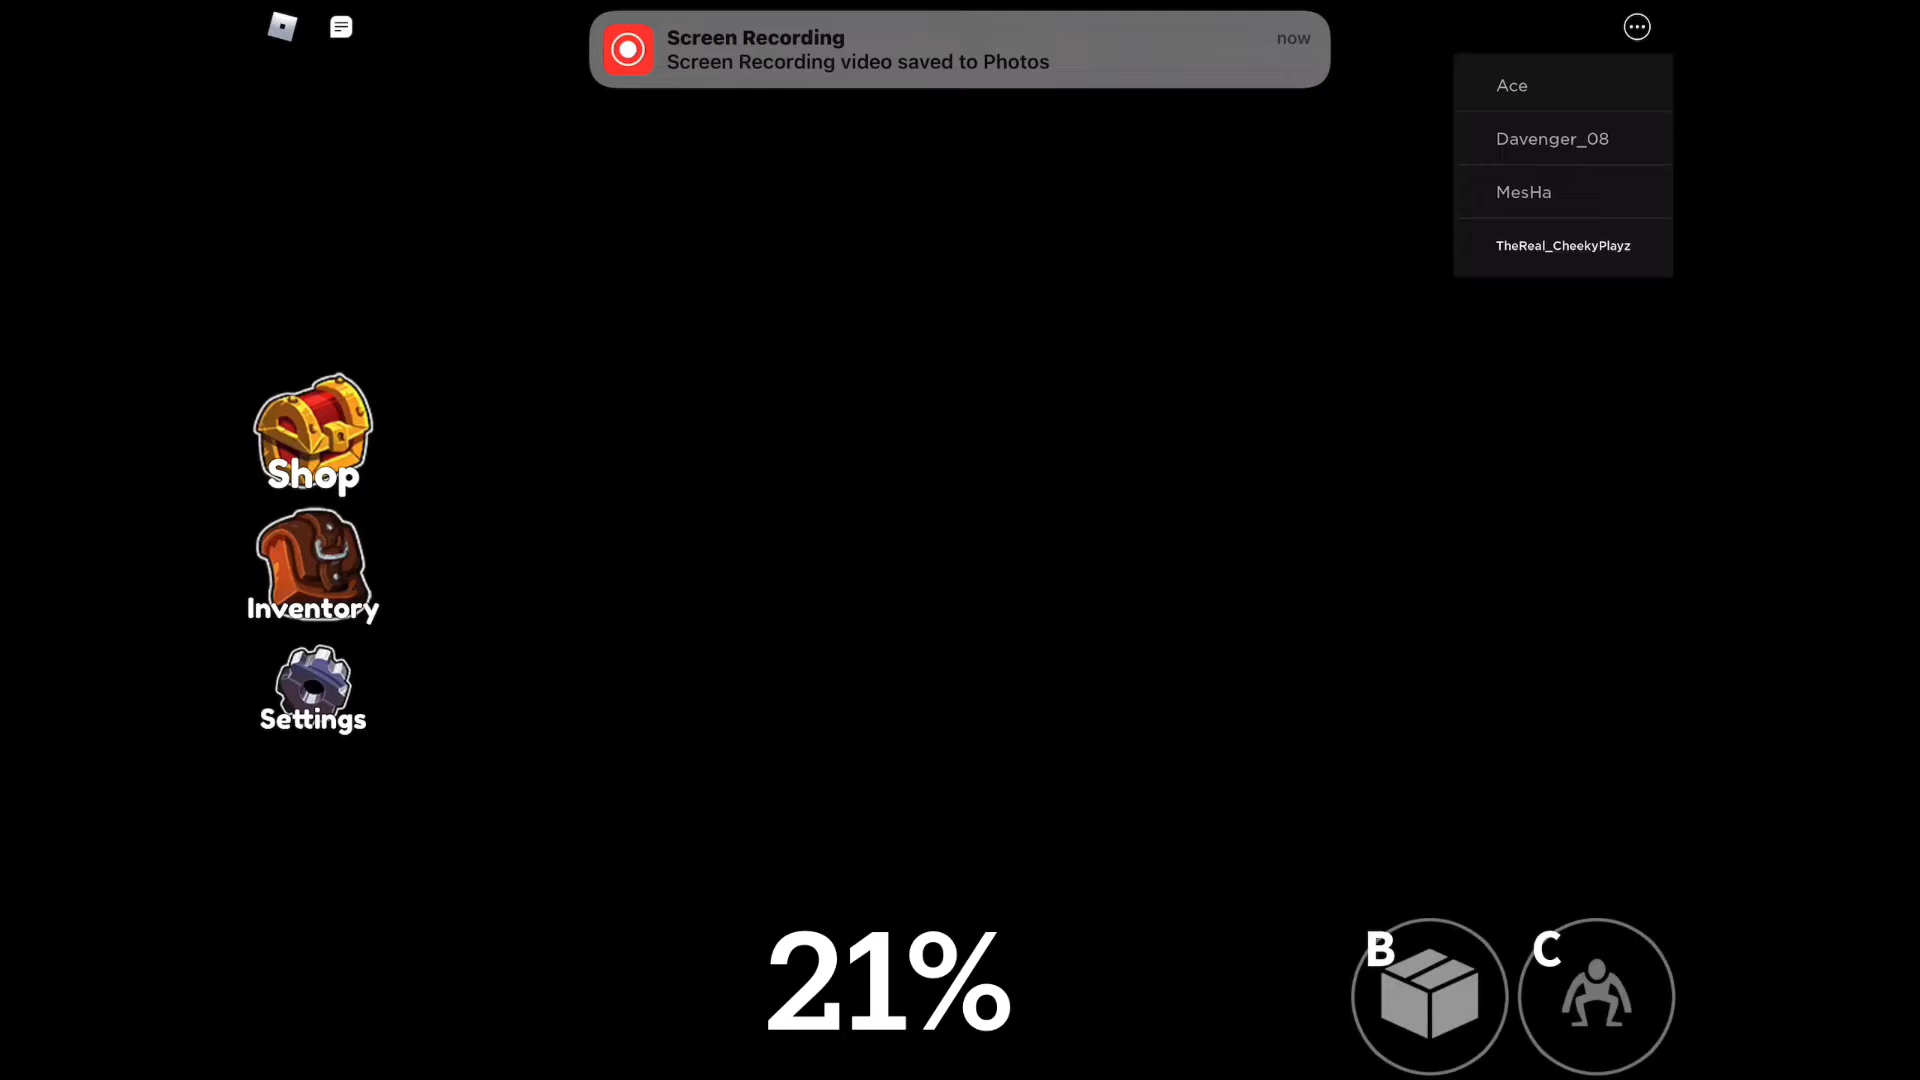 Screen Recording
now
Screen Recording video saved to Photos
Ace
Davenger_08
MesHa
TheReal_CheekyPlayz
Shop
Inventory
Settings
21%
B
C